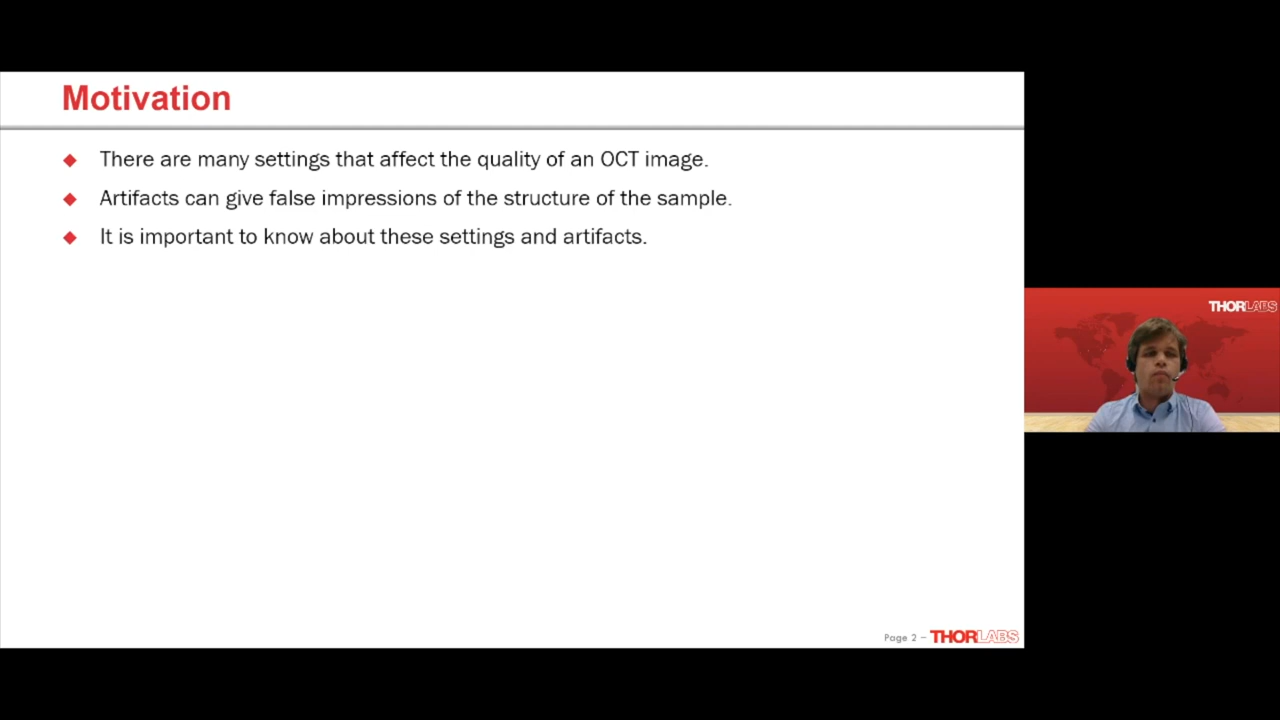 Motivation
There are many settings that affect the quality of an OCT image.
Artifacts can give false impressions of the structure of the sample.
It is important to know about these settings and artifacts.
THORLABS
Page 2 – THORLABS